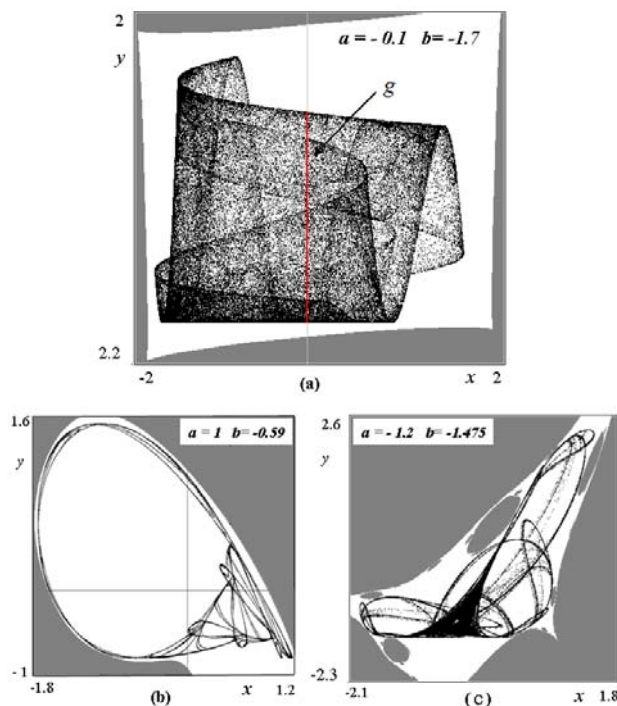 2
a = - 0.1 b= -1.7
y
g
2.2
-2 x 2
(a)
1.6
a = 1 b= -0.59
y
-1
-1.8 (b) x 1.2
2.6
a = - 1.2 b= -1.475
y
-2.3
-2.1 (c) x 1.8